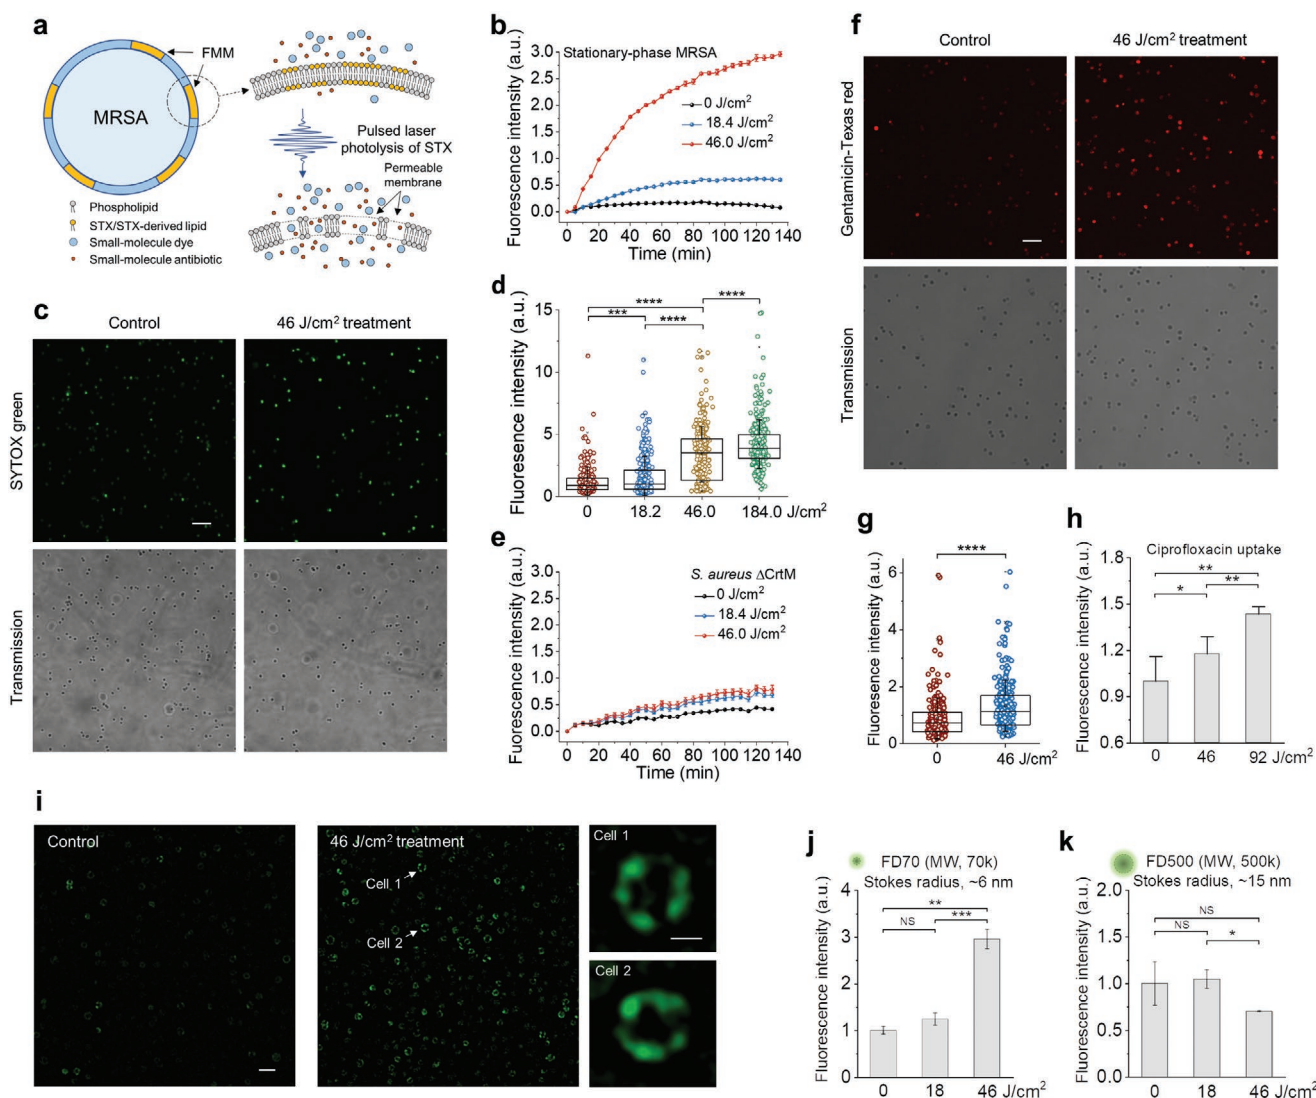 a
FMM
MRSA
Pulsed laser
photolysis of STX
Permeable
membrane
Phospholipid
STX/STX-derived lipid
Small-molecule dye
Small-molecule antibiotic
b
Stationary-phase MRSA
0 J/cm²
18.4 J/cm²
46.0 J/cm²
Fuorescence intensity (a.u.)
3.0
2.5
2.0
1.5
1.0
0.5
0.0
0 20 40 60 80 100 120 140
Time (min)
c
Control
46 J/cm² treatment
SYTOX green
Transmission
d
Fluoresence intensity (a.u.)
15
10
5
0
****
****
***
****
0 18.2 46.0 184.0 J/cm²
e
S. aureus ΔCrtM
0 J/cm²
18.4 J/cm²
46.0 J/cm²
Fluorescence intensity (a.u.)
3.0
2.5
2.0
1.5
1.0
0.5
0.0
0 20 40 60 80 100 120 140
Time (min)
f
Control
46 J/cm² treatment
Gentamicin-Texas red
Transmission
g
Fluoresence intensity (a.u.)
6
4
2
0
****
0 46 J/cm²
h
Ciprofloxacin uptake
Fluorescence intensity (a.u.)
1.8
1.5
1.2
0.9
0.6
**
*
**
0 46 92 J/cm²
i
Control
46 J/cm² treatment
Cell 1
Cell 2
Cell 1
Cell 2
j
FD70 (MW, 70k)
Stokes radius, ~6 nm
Fluorescence intensity (a.u.)
4
3
2
1
0
**
NS
***
0 18 46 J/cm²
k
FD500 (MW, 500k)
Stokes radius, ~15 nm
Fluorescence intensity (a.u.)
2.0
1.5
1.0
0.5
0.0
NS
NS
*
0 18 46 J/cm²